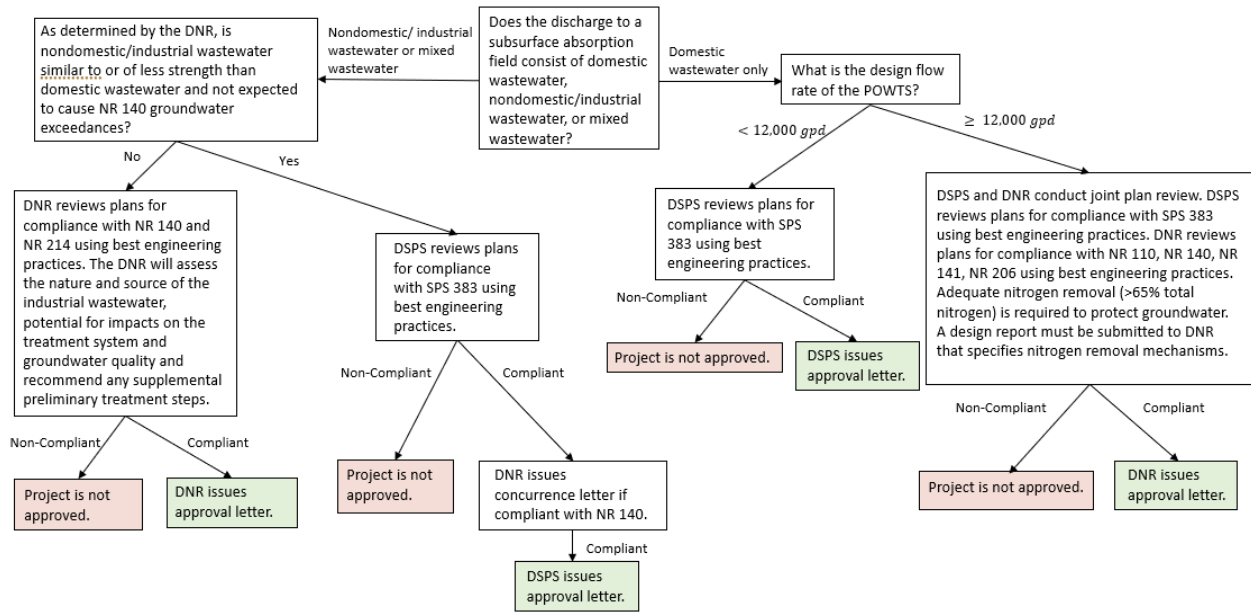 As determined by the DNR, is
nondomestic/industrial wastewater
similar to or of less strength than
domestic wastewater and not expected
to cause NR 140 groundwater
exceedances?
Nondomestic/ industrial
wastewater or mixed
wastewater
Does the discharge to a
subsurface absorption
field consist of domestic
wastewater,
nondomestic/industrial
wastewater, or mixed
wastewater?
Domestic
wastewater only
What is the design flow
rate of the POWTS?
No
Yes
< 12,000 gpd
≥ 12,000 gpd
DNR reviews plans for
compliance with NR 140 and
NR 214 using best engineering
practices. The DNR will assess
the nature and source of the
industrial wastewater,
potential for impacts on the
treatment system and
groundwater quality and
recommend any supplemental
preliminary treatment steps.
DSPS reviews plans
for compliance
with SPS 383 using
best engineering
practices.
DSPS reviews plans for
compliance with SPS
383 using best
engineering practices.
DSPS and DNR conduct joint plan review. DSPS
reviews plans for compliance with SPS 383
using best engineering practices. DNR reviews
plans for compliance with NR 110, NR 140, NR
141, NR 206 using best engineering practices.
Adequate nitrogen removal (>65% total
nitrogen) is required to protect groundwater.
A design report must be submitted to DNR
that specifies nitrogen removal mechanisms.
Non-Compliant
Compliant
Project is not approved.
DSPS issues
approval letter.
Non-Compliant
Compliant
Non-Compliant
Compliant
Non-Compliant
Compliant
Project is not
approved.
DNR issues
approval letter.
Project is not
approved.
DNR issues
concurrence letter if
compliant with NR 140.
Project is not approved.
DNR issues
approval letter.
Compliant
DSPS issues
approval letter.